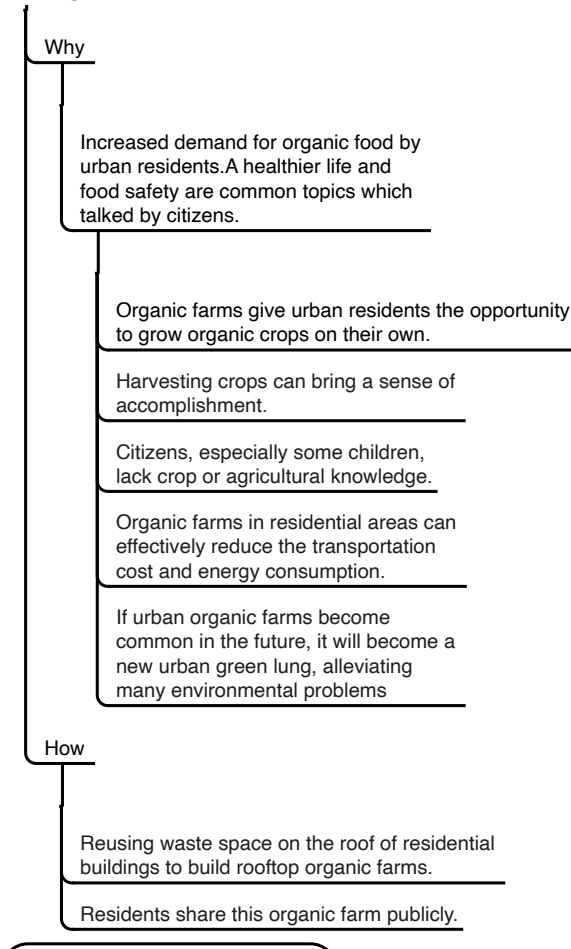 Why
Increased demand for organic food by
urban residents.A healthier life and
food safety are common topics which
talked by citizens.
Organic farms give urban residents the opportunity
to grow organic crops on their own.
Harvesting crops can bring a sense of
accomplishment.
Citizens, especially some children,
lack crop or agricultural knowledge.
Organic farms in residential areas can
effectively reduce the transportation
cost and energy consumption.
If urban organic farms become
common in the future, it will become a
new urban green lung, alleviating
many environmental problems
How
Reusing waste space on the roof of residential
buildings to build rooftop organic farms.
Residents share this organic farm publicly.